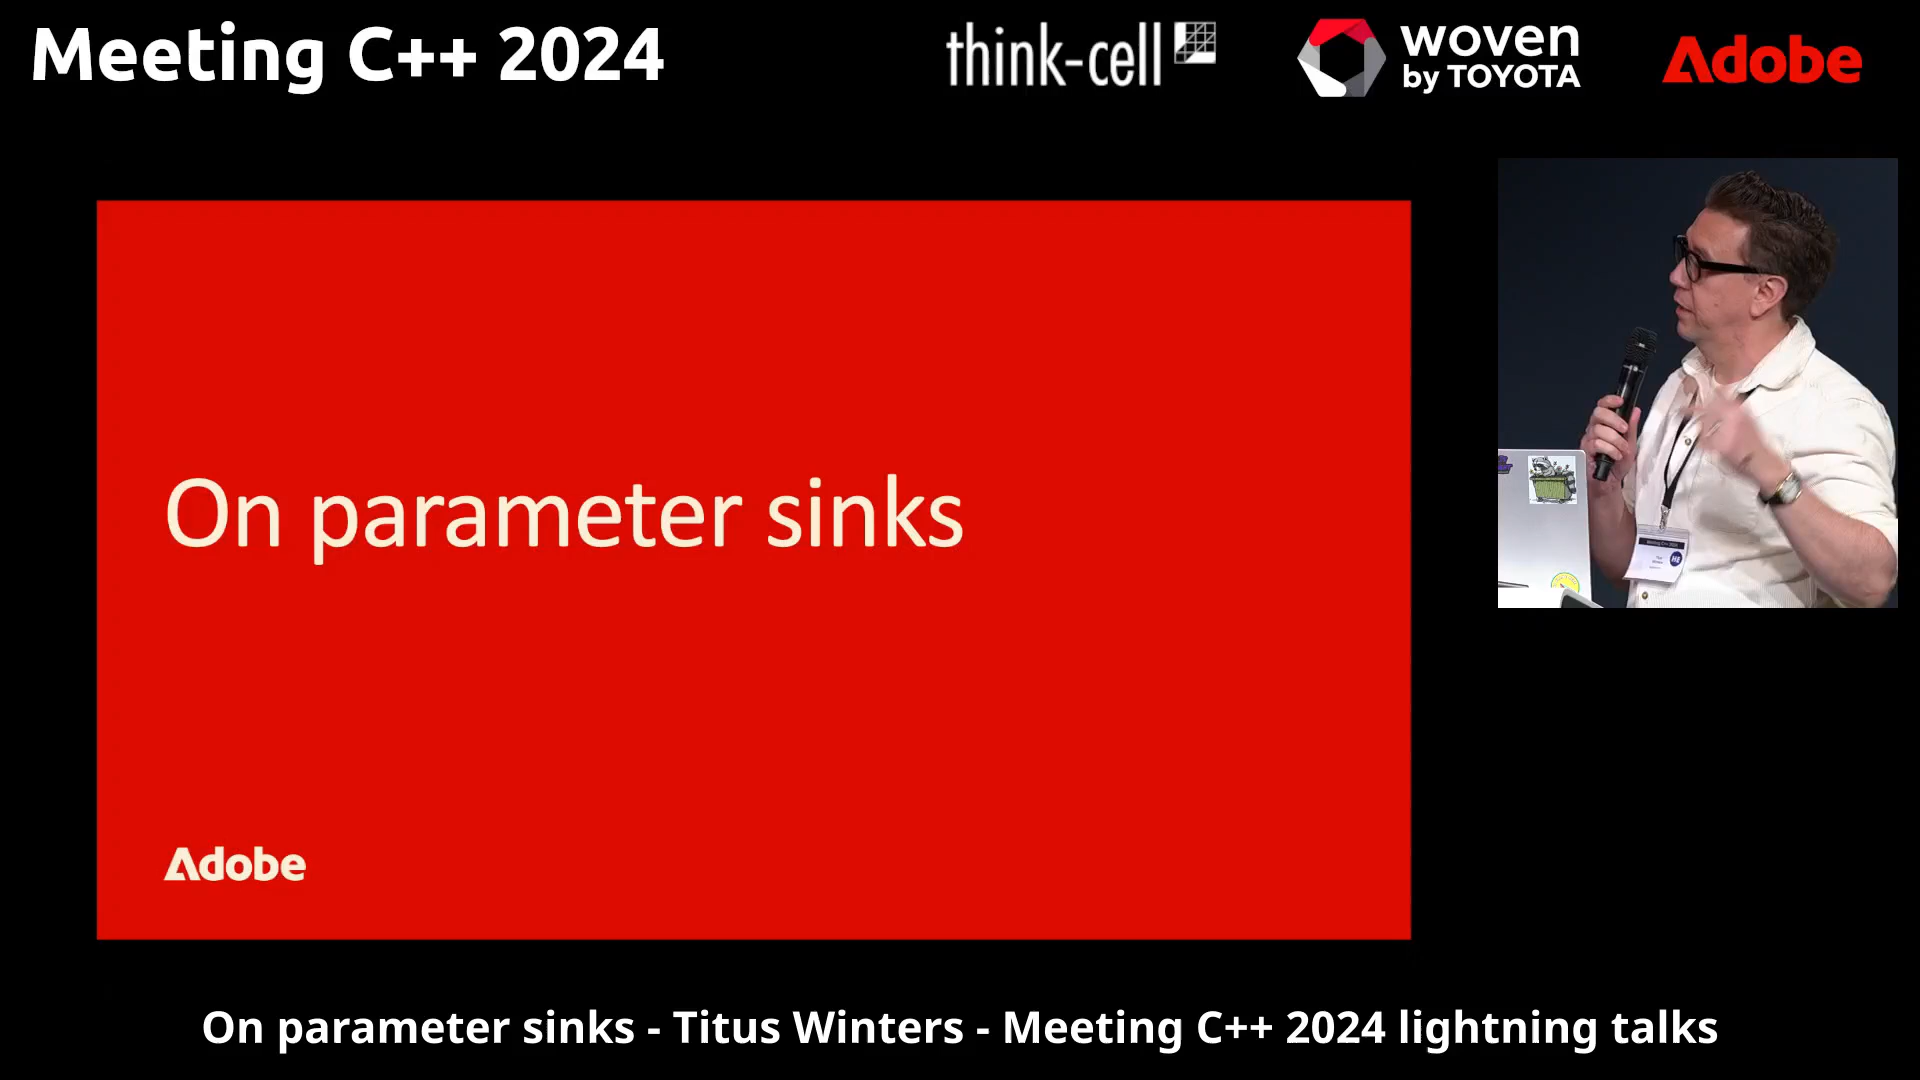 Meeting C++ 2024
think-cell
woven
by TOYOTA
Adobe
On parameter sinks
Adobe
On parameter sinks - Titus Winters - Meeting C++ 2024 lightning talks